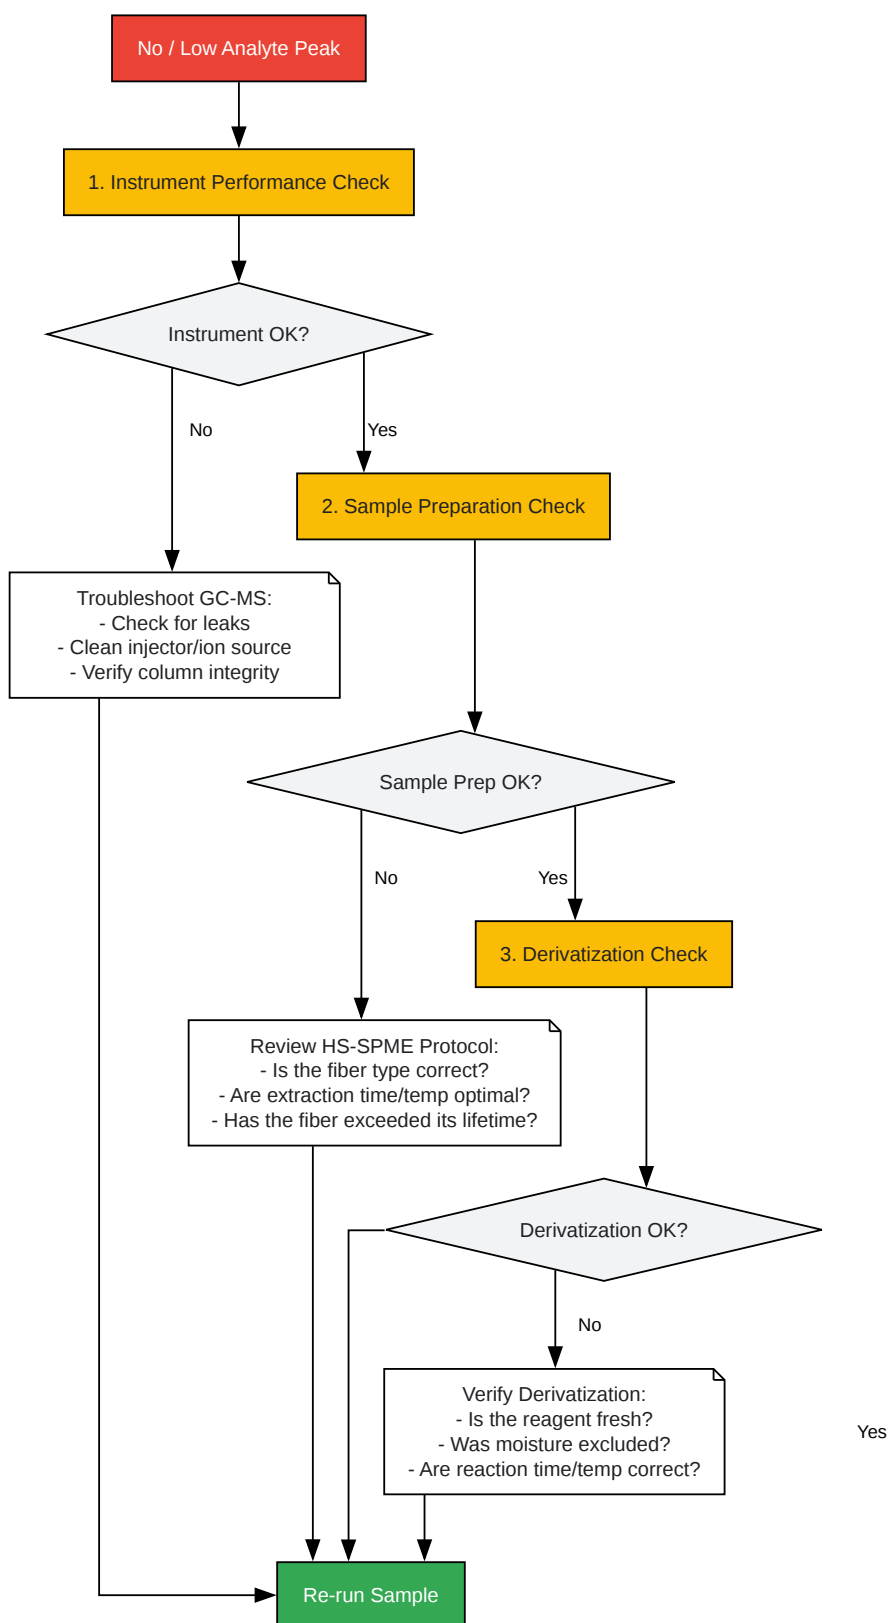 No / Low Analyte Peak
1. Instrument Performance Check
Instrument OK?
No
Yes
2. Sample Preparation Check
Troubleshoot GC-MS:
- Check for leaks
- Clean injector/ion source
- Verify column integrity
Sample Prep OK?
No
Yes
3. Derivatization Check
Review HS-SPME Protocol:
- Is the fiber type correct?
- Are extraction time/temp optimal?
- Has the fiber exceeded its lifetime?
Derivatization OK?
No
Verify Derivatization:
- Is the reagent fresh?
- Was moisture excluded?
- Are reaction time/temp correct?
Yes
Re-run Sample